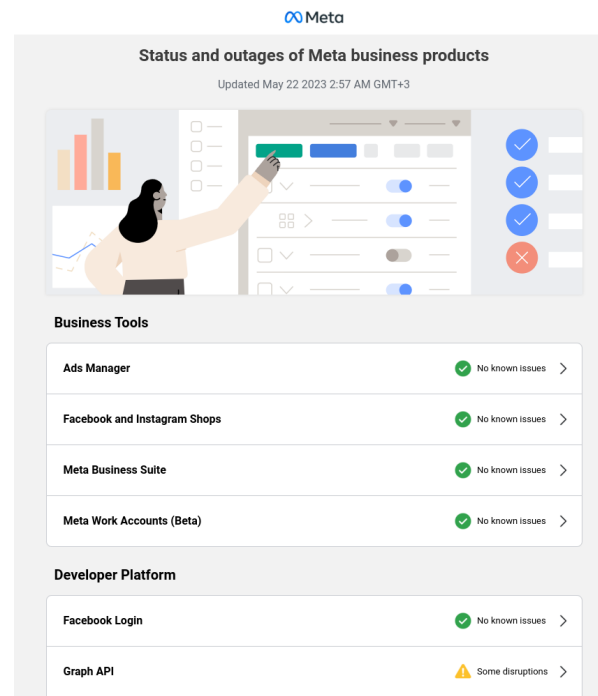 Meta
Status and outages of Meta business products
Updated May 22 2023 2:57 AM GMT+3
Business Tools
Ads Manager No known issues
Facebook and Instagram Shops No known issues
Meta Business Suite No known issues
Meta Work Accounts (Beta) No known issues
Developer Platform
Facebook Login No known issues
Graph API Some disruptions